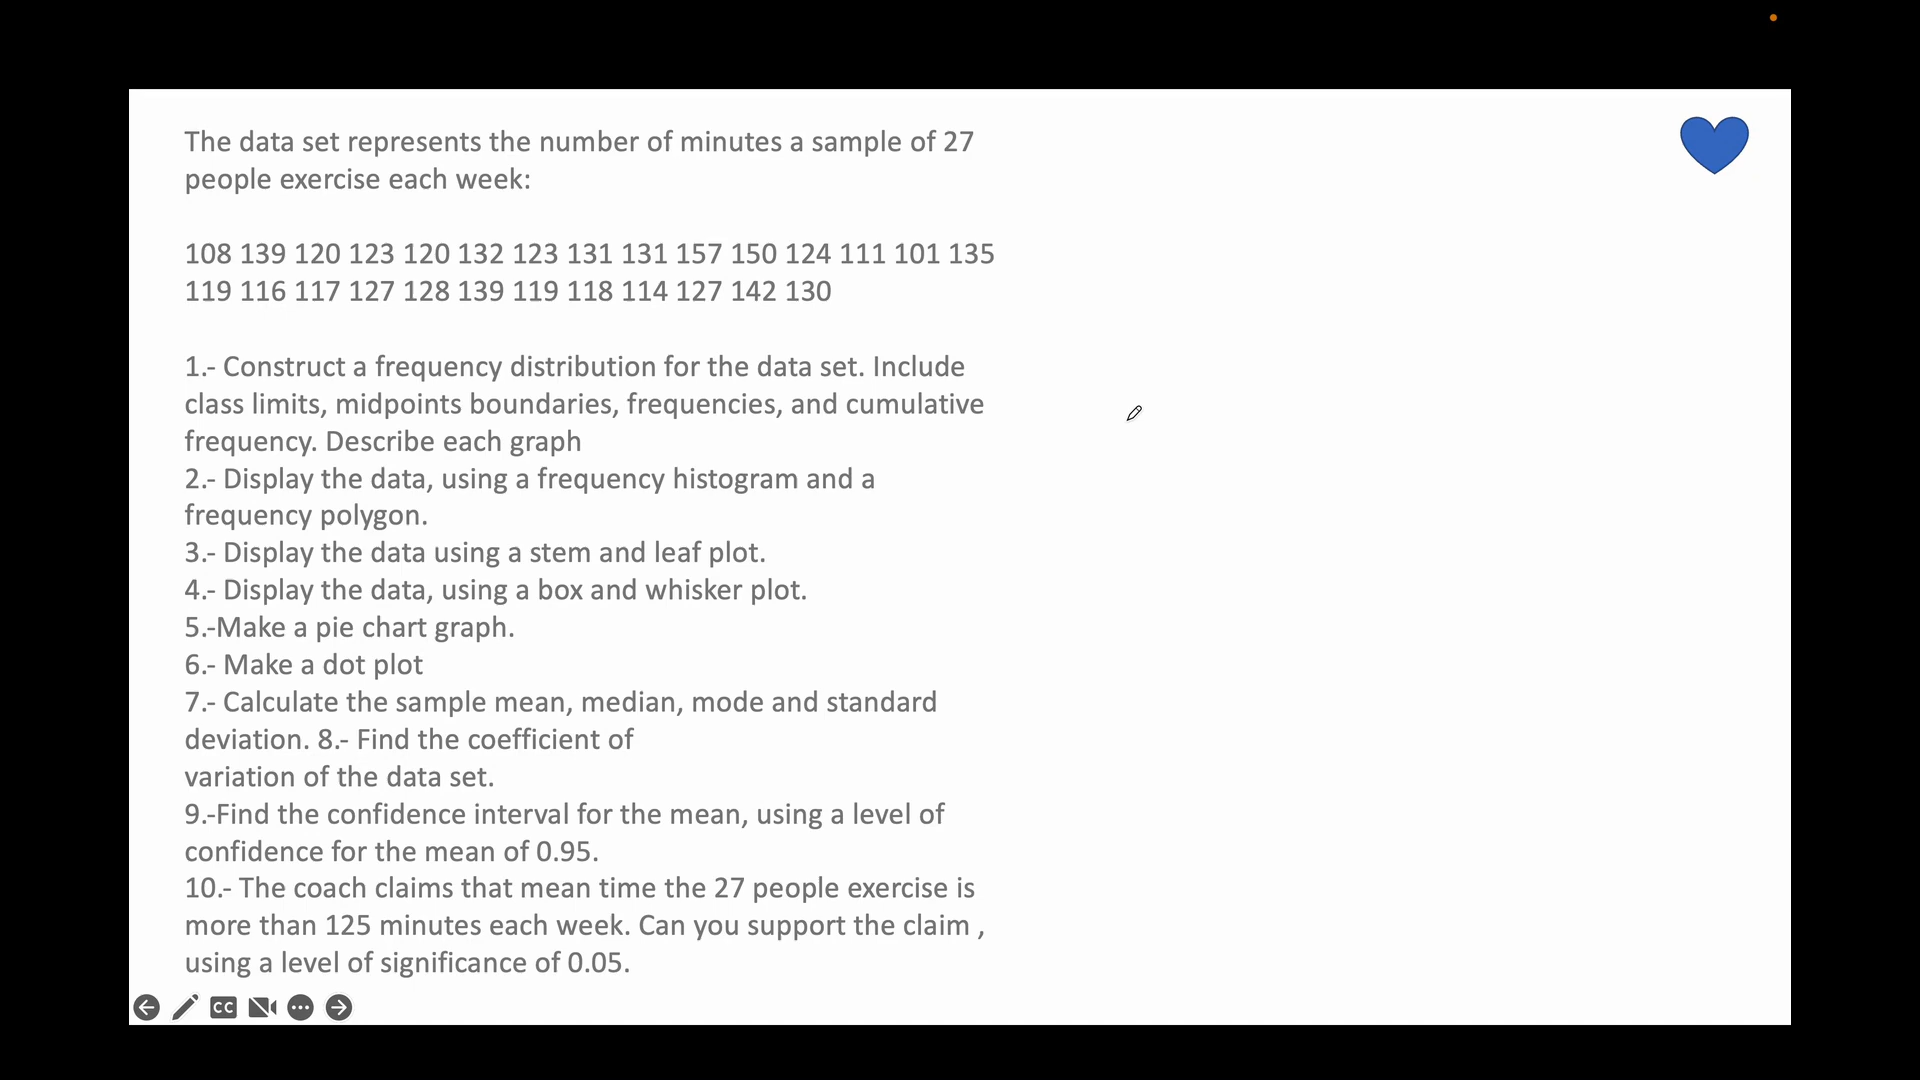 The data set represents the number of minutes a sample of 27
people exercise each week:
108 139 120 123 120 132 123 131 131 157 150 124 111 101 135
119 116 117 127 128 139 119 118 114 127 142 130
1.- Construct a frequency distribution for the data set. Include
class limits, midpoints boundaries, frequencies, and cumulative
frequency. Describe each graph
2.- Display the data, using a frequency histogram and a
frequency polygon.
3.- Display the data using a stem and leaf plot.
4.- Display the data, using a box and whisker plot.
5.-Make a pie chart graph.
6.- Make a dot plot
7.- Calculate the sample mean, median, mode and standard
deviation. 8.- Find the coefficient of
variation of the data set.
9.-Find the confidence interval for the mean, using a level of
confidence for the mean of 0.95.
10.- The coach claims that mean time the 27 people exercise is
more than 125 minutes each week. Can you support the claim ,
using a level of significance of 0.05.
CC